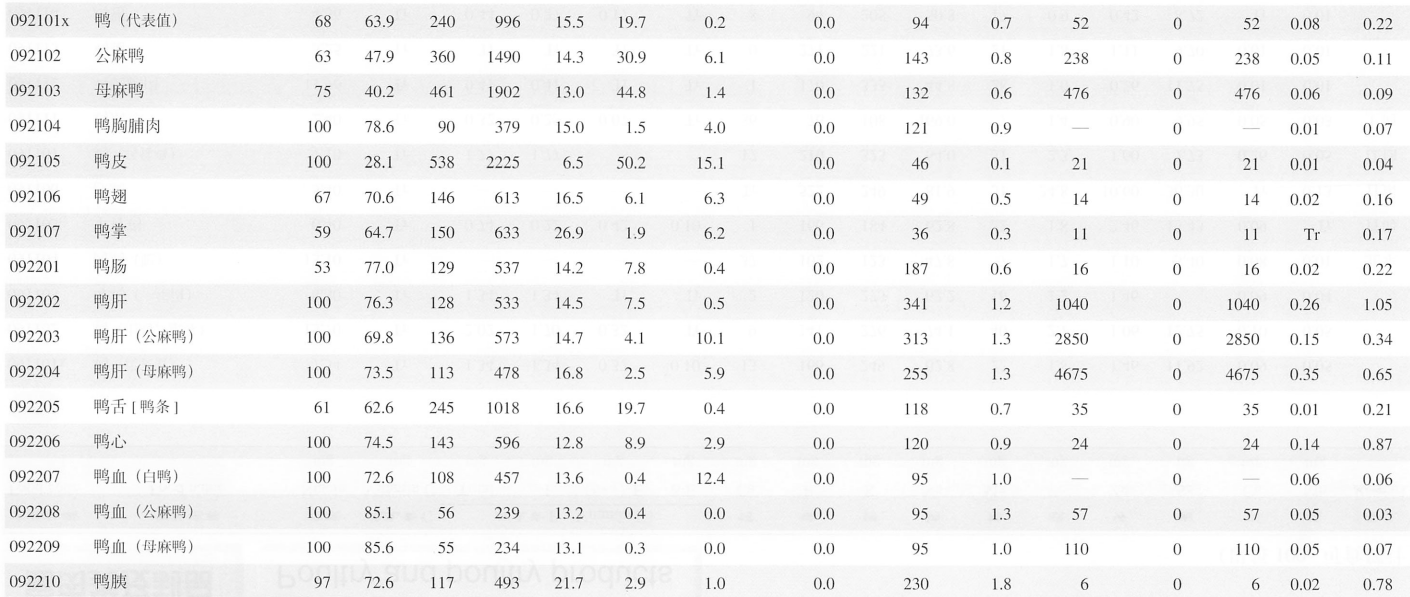 092101x 鸭（代表值） 68 63.9 240 996 15.5 19.7 0.2 0.0 94 0.7 52 0 52 0.08 0.22
092102 公麻鸭 63 47.9 360 1490 14.3 30.9 6.1 0.0 143 0.8 238 0 238 0.05 0.11
092103 母麻鸭 75 40.2 461 1902 13.0 44.8 1.4 0.0 132 0.6 476 0 476 0.06 0.09
092104 鸭胸脯肉 100 78.6 90 379 15.0 1.5 4.0 0.0 121 0.9 — 0 — 0.01 0.07
092105 鸭皮 100 28.1 538 2225 6.5 50.2 15.1 0.0 46 0.1 21 0 21 0.01 0.04
092106 鸭翅 67 70.6 146 613 16.5 6.1 6.3 0.0 49 0.5 14 0 14 0.02 0.16
092107 鸭掌 59 64.7 150 633 26.9 1.9 6.2 0.0 36 0.3 11 0 11 Tr 0.17
092201 鸭肠 53 77.0 129 537 14.2 7.8 0.4 0.0 187 0.6 16 0 16 0.02 0.22
092202 鸭肝 100 76.3 128 533 14.5 7.5 0.5 0.0 341 1.2 1040 0 1040 0.26 1.05
092203 鸭肝（公麻鸭） 100 69.8 136 573 14.7 4.1 10.1 0.0 313 1.3 2850 0 2850 0.15 0.34
092204 鸭肝（母麻鸭） 100 73.5 113 478 16.8 2.5 5.9 0.0 255 1.3 4675 0 4675 0.35 0.65
092205 鸭舌 [ 鸭条 ] 61 62.6 245 1018 16.6 19.7 0.4 0.0 118 0.7 35 0 35 0.01 0.21
092206 鸭心 100 74.5 143 596 12.8 8.9 2.9 0.0 120 0.9 24 0 24 0.14 0.87
092207 鸭血（白鸭） 100 72.6 108 457 13.6 0.4 12.4 0.0 95 1.0 — 0 — 0.06 0.06
092208 鸭血（公麻鸭） 100 85.1 56 239 13.2 0.4 0.0 0.0 95 1.3 57 0 57 0.05 0.03
092209 鸭血（母麻鸭） 100 85.6 55 234 13.1 0.3 0.0 0.0 95 1.0 110 0 110 0.05 0.07
092210 鸭胰 97 72.6 117 493 21.7 2.9 1.0 0.0 230 1.8 6 0 6 0.02 0.78